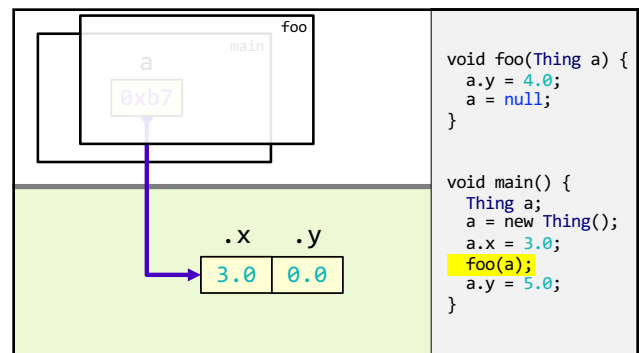 foo
main
a
0xb7
.x .y
3.0 0.0
void foo(Thing a) {
a.y = 4.0;
a = null;
}
void main() {
Thing a;
a = new Thing();
a.x = 3.0;
foo(a);
a.y = 5.0;
}